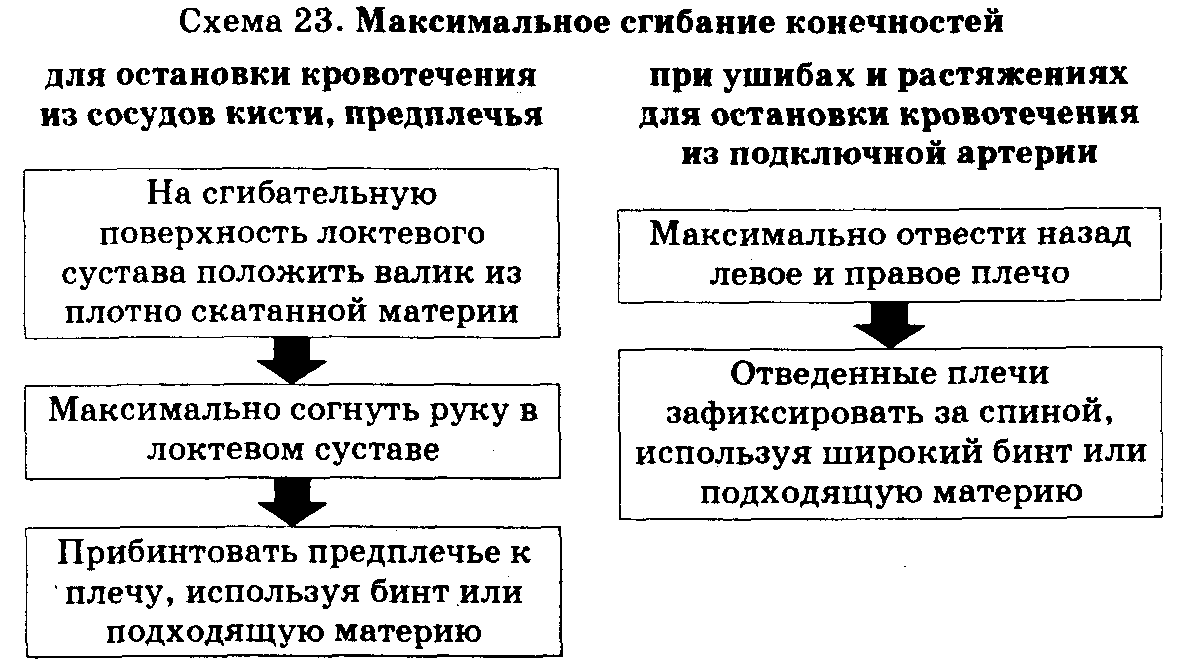 Схема 23. Максимальное сгибание конечностей
для остановки кровотечения
из сосудов кисти, предплечья
На сгибательную
поверхность локтевого
сустава положить валик из
плотно скатанной материи
Максимально согнуть руку в
локтевом суставе
Прибинтовать предплечье к
плечу, используя бинт или
подходящую материю
при ушибах и растяжениях
для остановки кровотечения
из подключной артерии
Максимально отвести назад
левое и правое плечо
Отведенные плечи
зафиксировать за спиной,
используя широкий бинт или
подходящую материю